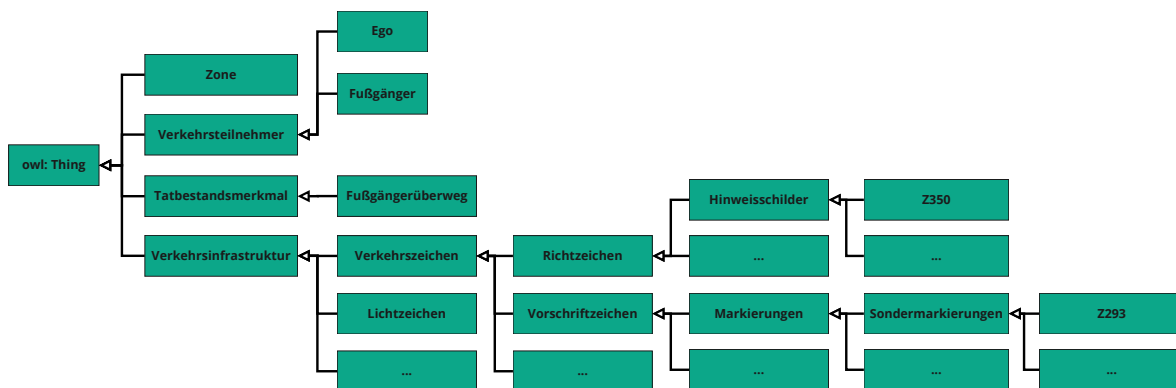 Ego
Zone
Fußgänger
Verkehrsteilnehmer
owl: Thing
Tatbestandsmerkmal
Fußgängerüberweg
Hinweisschilder
Z350
Verkehrsinfrastruktur
Verkehrszeichen
Richtzeichen
...
...
Lichtzeichen
Vorschriftzeichen
Markierungen
Sondermarkierungen
Z293
...
...
...
...
...